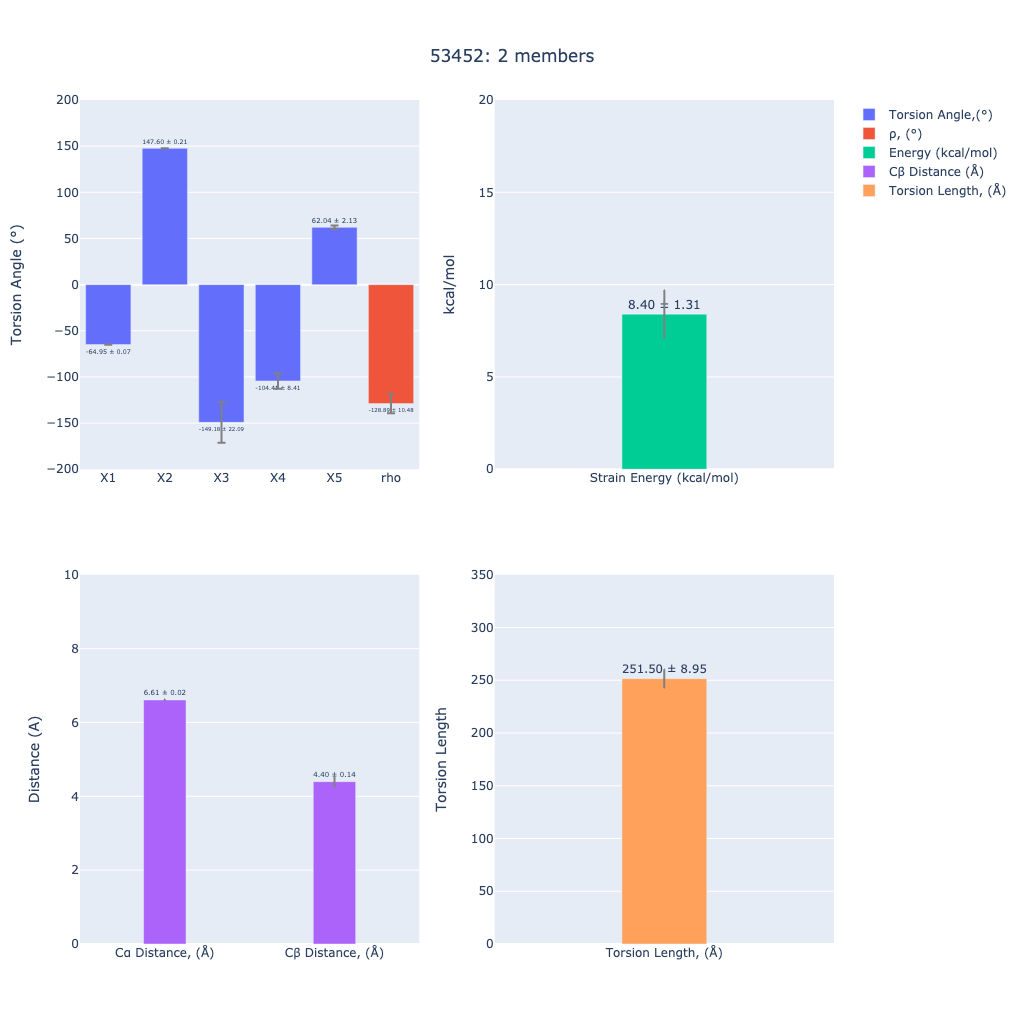 53452: 2 members
Torsion Angle (°)
200
150
100
50
0
−50
−100
−150
−200
-64.95 ± 0.07
147.60 ± 0.21
-149.18 ± 22.09
± 8.41
62.04 ± 2.13
-128.89 ± 10.48
X1
X2
X3
X4
X5
rho
kcal/mol
20
15
10
5
0
8.40 ± 1.31
Strain Energy (kcal/mol)
Torsion Angle,(°)
ρ, (°)
Energy (kcal/mol)
Cβ Distance (Å)
Torsion Length, (Å)
Distance (A)
10
8
6
4
2
0
6.61 ± 0.02
4.40 ± 0.14
Cα Distance, (Å)
Cβ Distance, (Å)
Torsion Length
350
300
250
200
150
100
50
0
251.50 ± 8.95
Torsion Length, (Å)